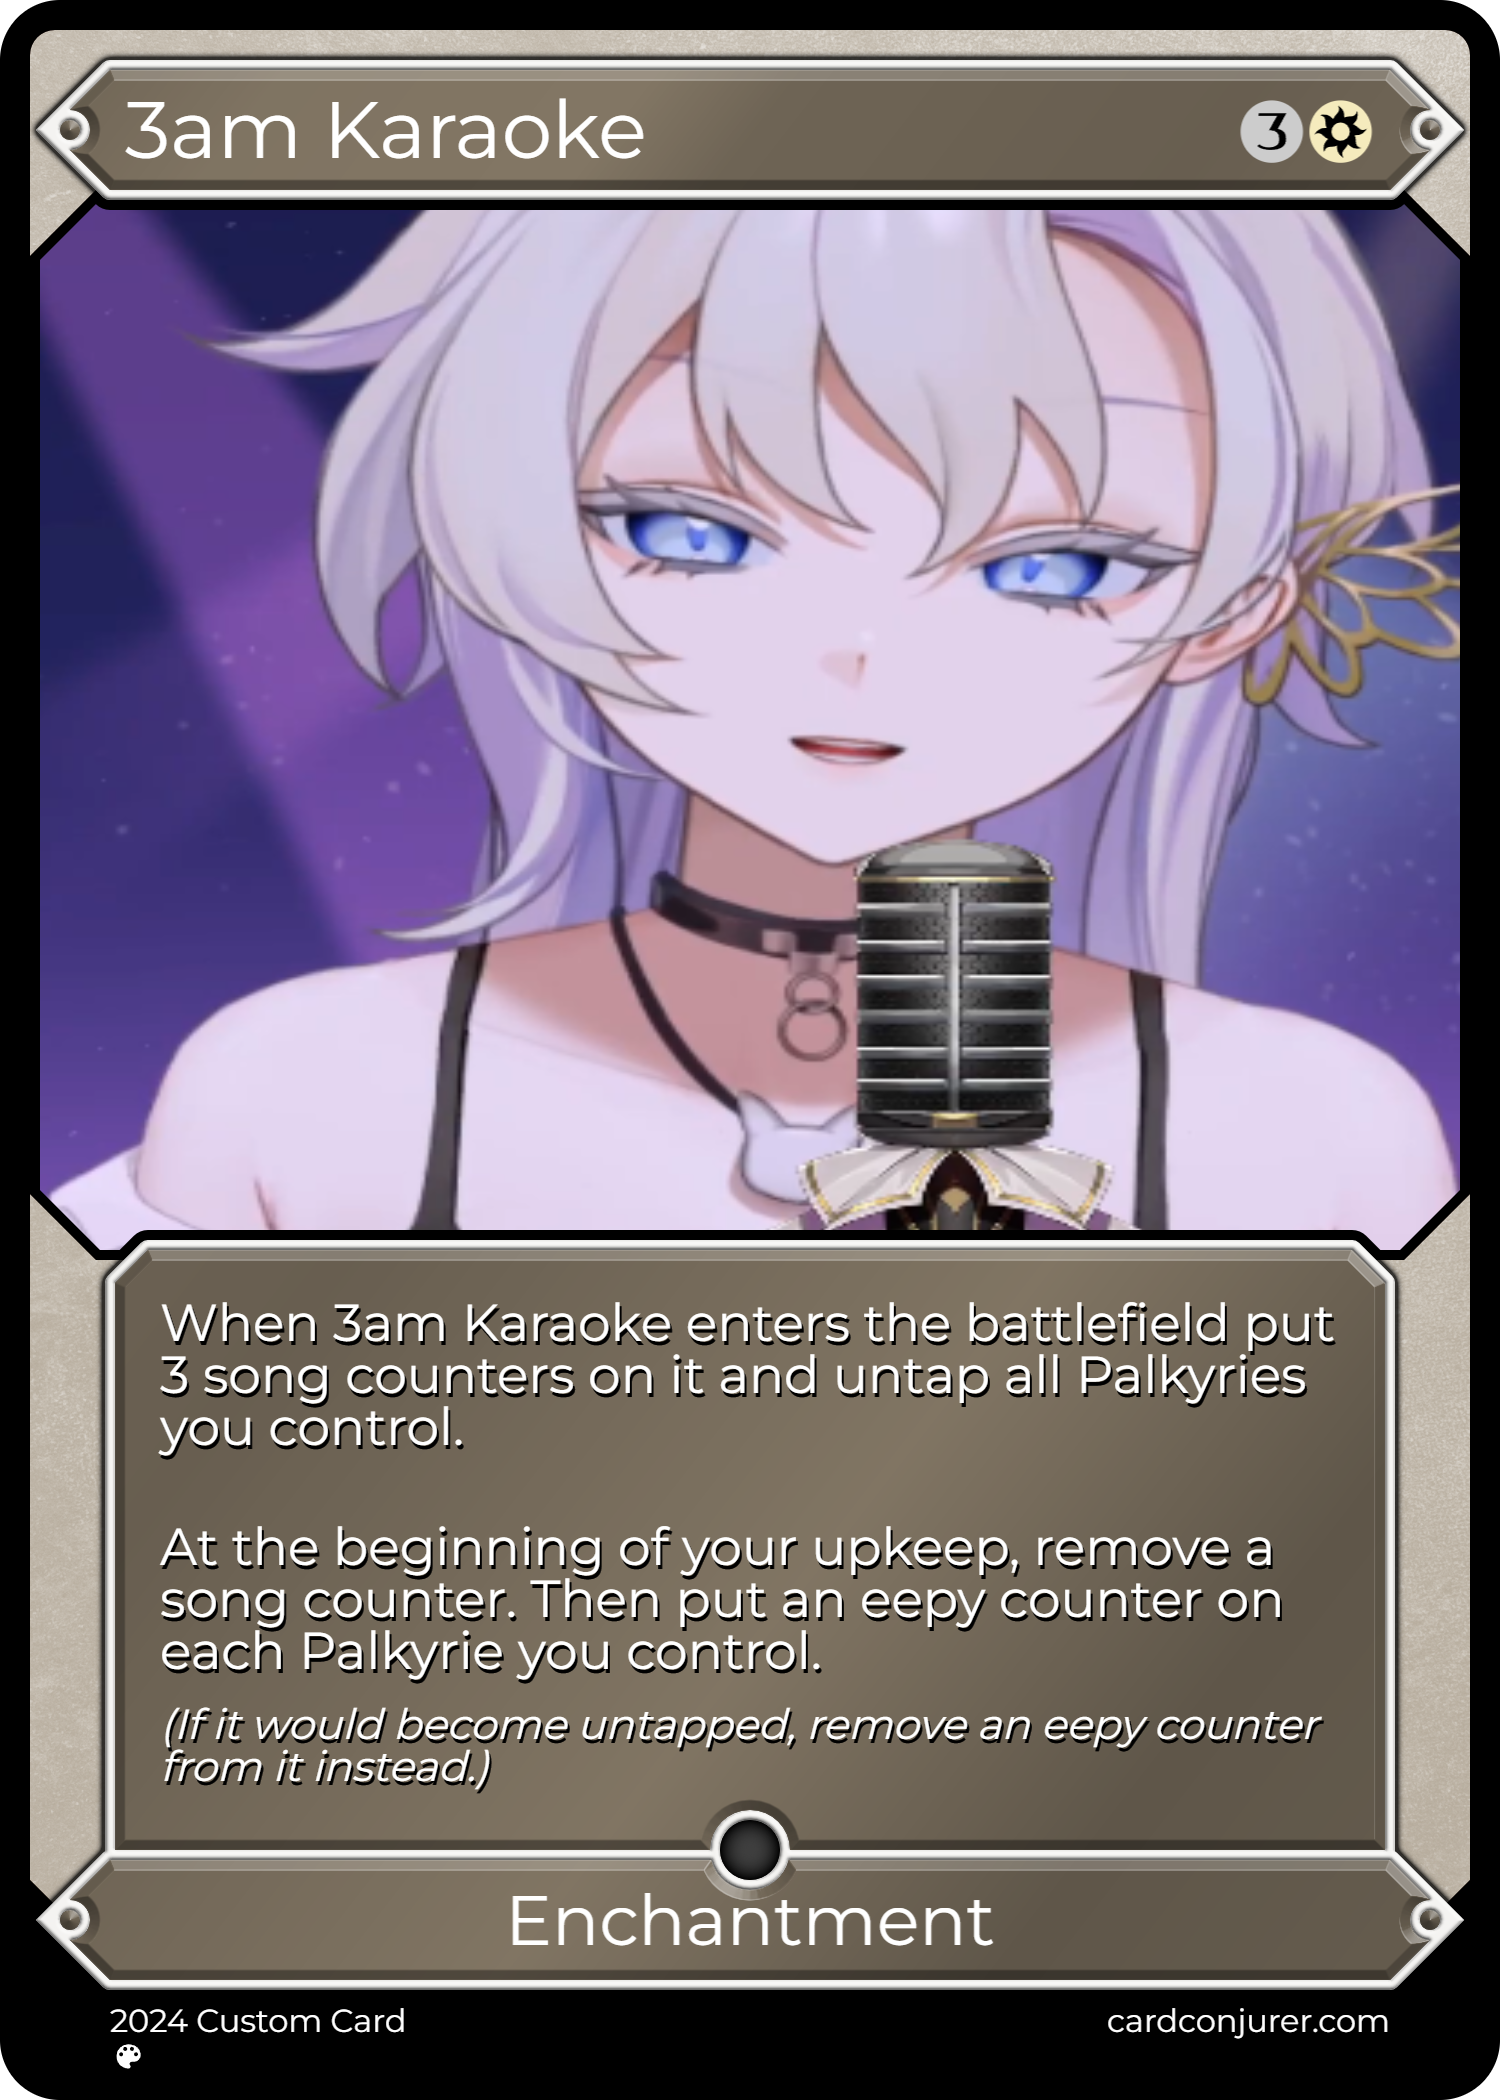 3am Karaoke
3
When 3am Karaoke enters the battlefield put
3 song counters on it and untap all Palkyries
you control.
At the beginning of your upkeep, remove a
song counter. Then put an eepy counter on
each Palkyrie you control.
(If it would become untapped, remove an eepy counter
from it instead.)
Enchantment
2024 Custom Card
cardconjurer.com